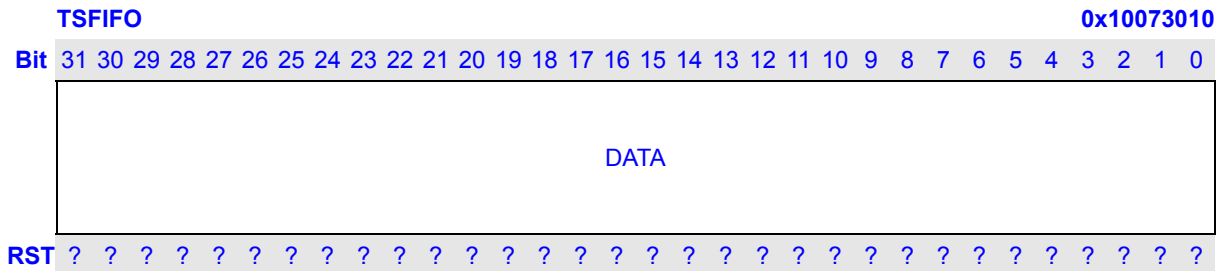 TSFIFO 0x10073010
Bit 31 30 29 28 27 26 25 24 23 22 21 20 19 18 17 16 15 14 13 12 11 10 9 8 7 6 5 4 3 2 1 0
DATA
RST ? ? ? ? ? ? ? ? ? ? ? ? ? ? ? ? ? ? ? ? ? ? ? ? ? ? ? ? ? ? ? ?